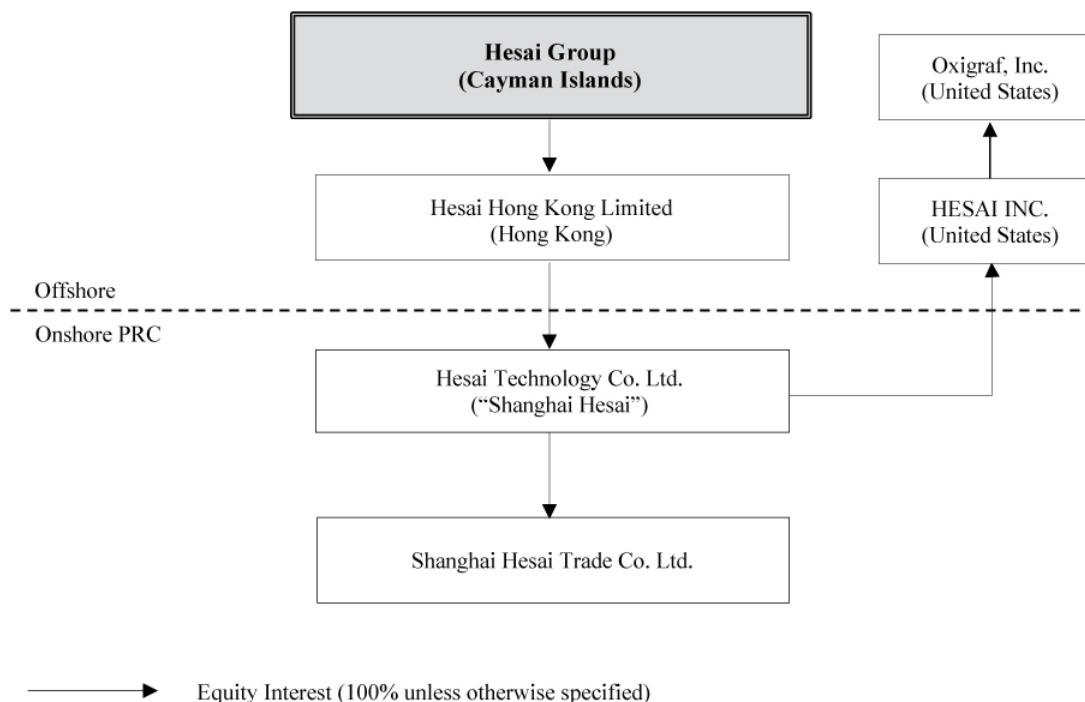 Hesai Group
(Cayman Islands)
Oxigraf, Inc.
(United States)
Hesai Hong Kong Limited
(Hong Kong)
HESAI INC.
(United States)
Offshore
Onshore PRC
Hesai Technology Co. Ltd.
(“Shanghai Hesai”)
Shanghai Hesai Trade Co. Ltd.
Equity Interest (100% unless otherwise specified)